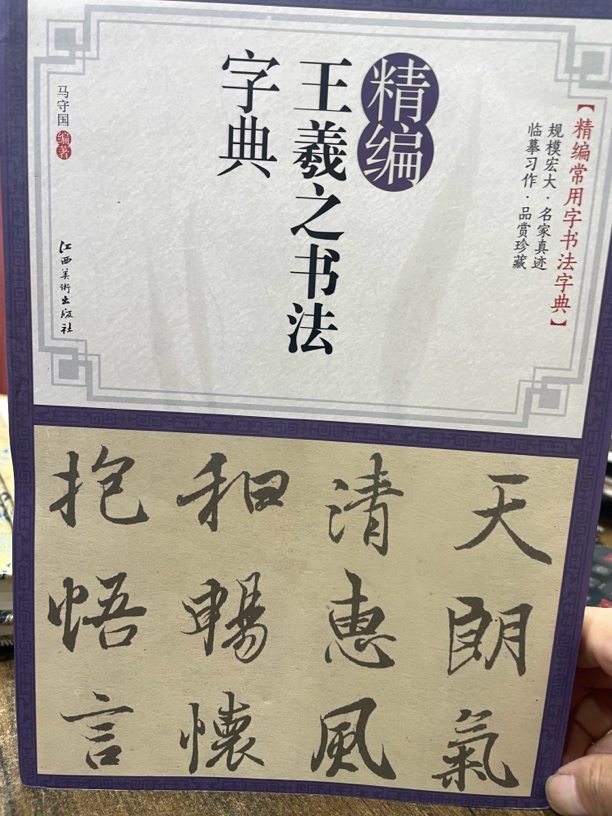 【精编常用字书法字典】
规模宏大·名家真迹
临摹习作·品赏珍藏
精编
王羲之书法
字典
马守国 编著
江西美術出版社
天朗氣
清惠風
和暢懷
抱悟言